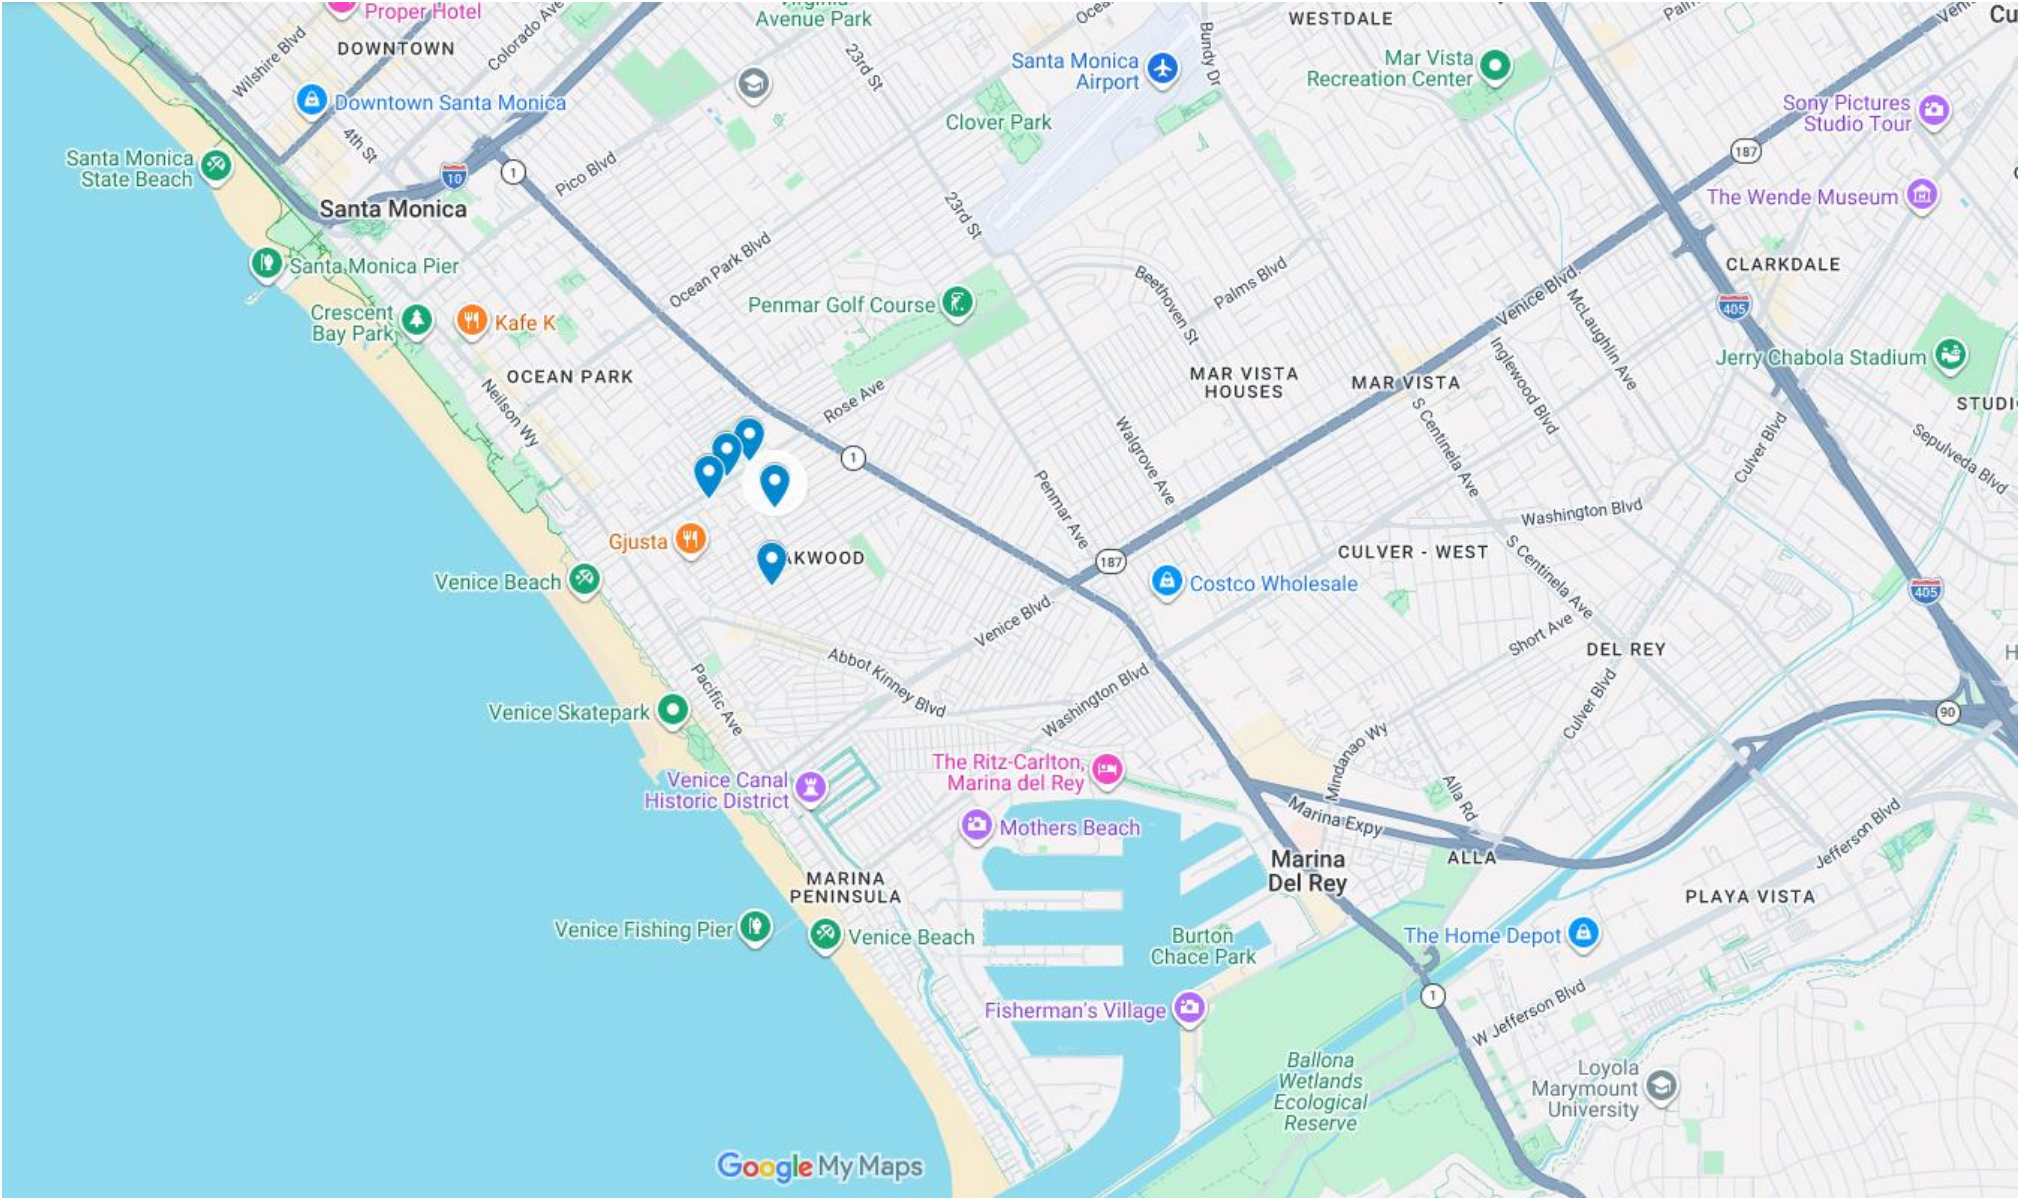 Proper Hotel
DOWNTOWN
Wilshire Blvd
Colorado Ave
Avenue Park
23rd St
Bundy Dr
WESTDALE
Santa Monica
Airport
Mar Vista
Recreation Center
Downtown Santa Monica
4th St
Clover Park
Sony Pictures
Studio Tour
187
Santa Monica
State Beach
10
1
Pico Blvd
Santa Monica
23rd St
The Wende Museum
Santa Monica Pier
Ocean Park Blvd
Beethoven St
Palms Blvd
Venice Blvd.
McLaughlin Ave
CLARKDALE
405
Crescent
Bay Park
Kafe K
Penmar Golf Course
Inglewood Blvd
Jerry Chabola Stadium
OCEAN PARK
Neilson Wy
Rose Ave
MAR VISTA
HOUSES
MAR VISTA
S Centinela Ave
Walgrove Ave
Culver Blvd
Sepulveda Blvd
1
Penmar Ave
Washington Blvd
Gjusta
187
CULVER - WEST
S Centinela Ave
Venice Beach
Costco Wholesale
405
Venice Blvd.
Short Ave
DEL REY
Abbot Kinney Blvd
Pacific Ave
Washington Blvd
Culver Blvd
Venice Skatepark
90
Mindanao Wy
The Ritz-Carlton,
Marina del Rey
Venice Canal
Historic District
Alla Rd
Marina Expy
Mothers Beach
Jefferson Blvd
ALLA
Marina
Del Rey
MARINA
PENINSULA
PLAYA VISTA
Venice Fishing Pier
Venice Beach
Burton
Chace Park
The Home Depot
Fisherman's Village
1
W Jefferson Blvd
Ballona
Wetlands
Ecological
Reserve
Loyola
Marymount
University
Google My Maps